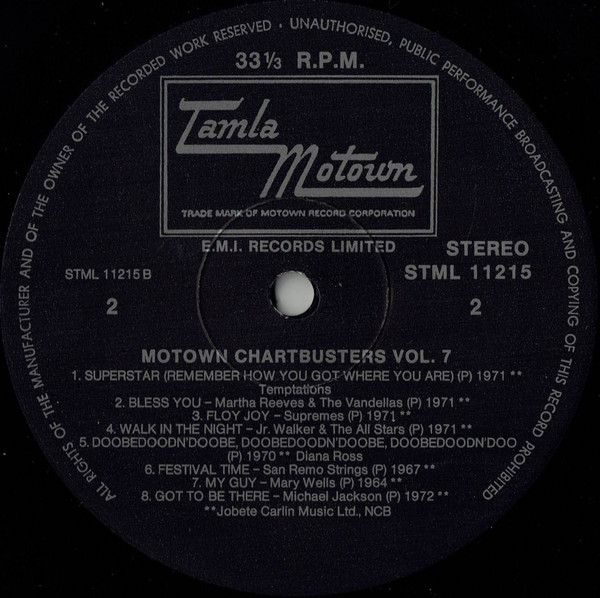 ALL RIGHTS OF THE MANUFACTURER AND OF THE OWNER OF THE RECORDED WORK RESERVED · UNAUTHORISED, PUBLIC PERFORMANCE BROADCASTING AND COPYING OF THIS RECORD PROHIBITED
33 1/3 R.P.M.
Tamla
Motown
TRADE MARK OF MOTOWN RECORD CORPORATION
E.M.I. RECORDS LIMITED
STEREO
STML 11215 B
STML 11215
2
2
MOTOWN CHARTBUSTERS VOL. 7
1. SUPERSTAR (REMEMBER HOW YOU GOT WHERE YOU ARE) (P) 1971 **
Temptations
2. BLESS YOU – Martha Reeves & The Vandellas (P) 1971 **
3. FLOY JOY – Supremes (P) 1971 **
4. WALK IN THE NIGHT – Jr. Walker & The All Stars (P) 1971 **
5. DOOBEDOODN'DOOBE, DOOBEDOODN'DOOBE, DOOBEDOODN'DOO
(P) 1970 ** Diana Ross
6. FESTIVAL TIME – San Remo Strings (P) 1967 **
7. MY GUY – Mary Wells (P) 1964 **
8. GOT TO BE THERE – Michael Jackson (P) 1972 **
**Jobete Carlin Music Ltd., NCB